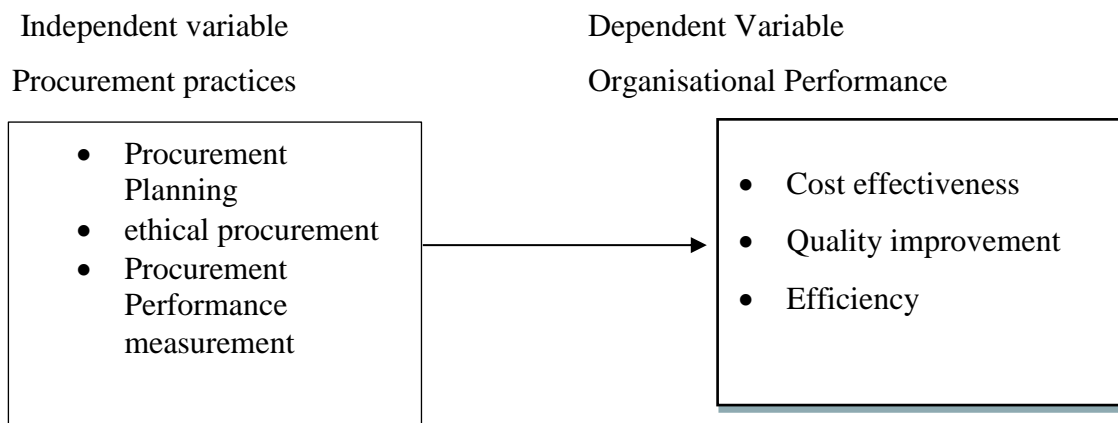 Independent variable
Dependent Variable
Procurement practices
Organisational Performance
• Procurement
Planning
• ethical procurement
• Procurement
Performance
measurement
• Cost effectiveness
• Quality improvement
• Efficiency